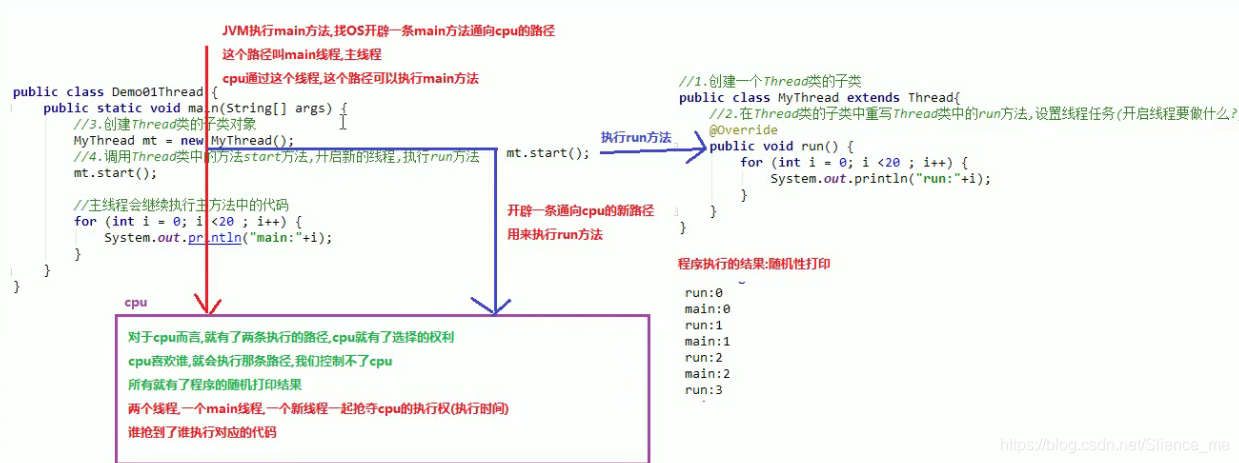 JVM执行main方法,找OS开辟一条main方法通向cpu的路径
这个路径叫main线程,主线程
cpu通过这个线程,这个路径可以执行main方法
public class Demo01Thread {
public static void main(String[] args) {
//3.创建Thread类的子类对象
MyThread mt = new MyThread();
//4.调用Thread类中的方法start方法,开启新的线程,执行run方法
mt.start();
//主线程会继续执行主方法中的代码
for (int i = 0; i <20 ; i++) {
System.out.println("main:"+i);
}
}
}
mt.start();
执行run方法
开辟一条通向cpu的新路径
用来执行run方法
//1.创建一个Thread类的子类
public class MyThread extends Thread{
//2.在Thread类的子类中重写Thread类中的run方法,设置线程任务(开启线程要做什么?
@Override
public void run() {
for (int i = 0; i <20 ; i++) {
System.out.println("run:"+i);
}
}
}
程序执行的结果:随机性打印
run:0
main:0
run:1
main:1
run:2
main:2
run:3
cpu
对于cpu而言,就有了两条执行的路径,cpu就有了选择的权利
cpu喜欢谁,就会执行那条路径,我们控制不了cpu
所有就有了程序的随机打印结果
两个线程,一个main线程,一个新线程一起抢夺cpu的执行权(执行时间)
谁抢到了谁执行对应的代码
https://blog.csdn.net/Slience_me